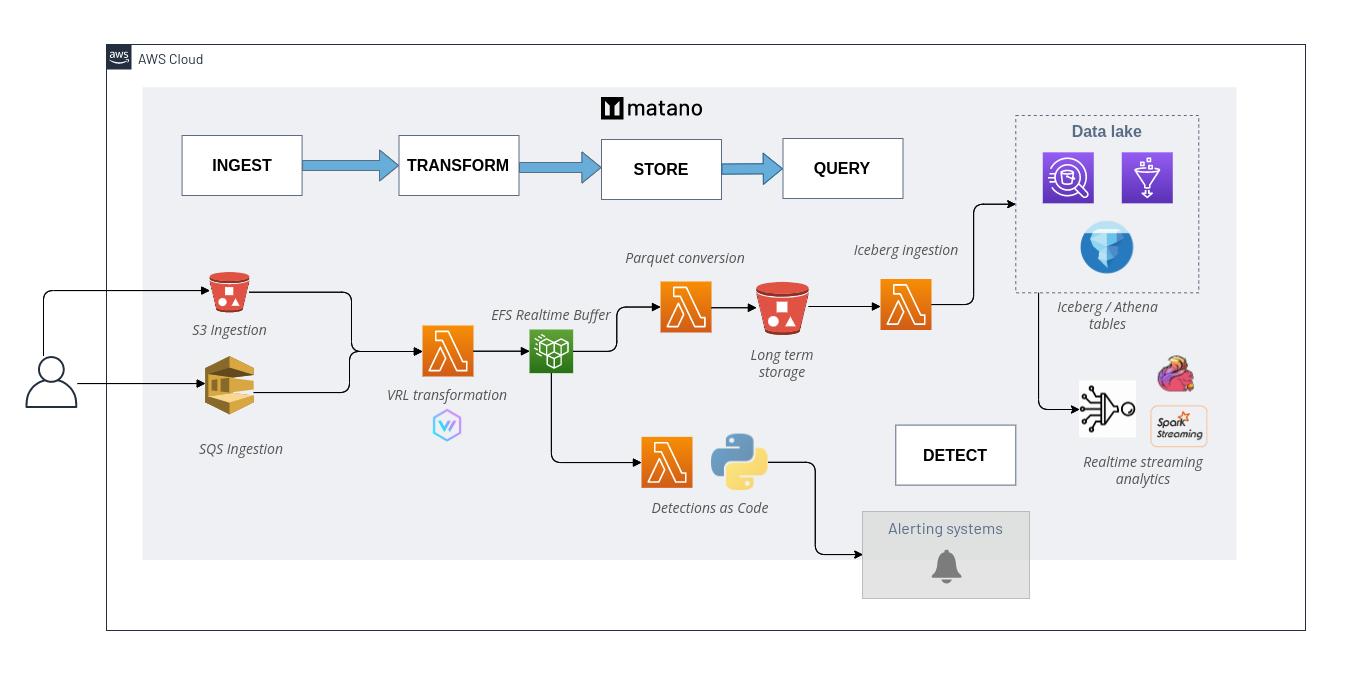 aws
AWS Cloud
matano
INGEST
TRANSFORM
STORE
QUERY
Data lake
Parquet conversion
Iceberg ingestion
S3 Ingestion
EFS Realtime Buffer
Iceberg / Athena
tables
VRL transformation
Long term
storage
SQS Ingestion
Spark
Streaming
DETECT
Realtime streaming
analytics
Detections as Code
Alerting systems